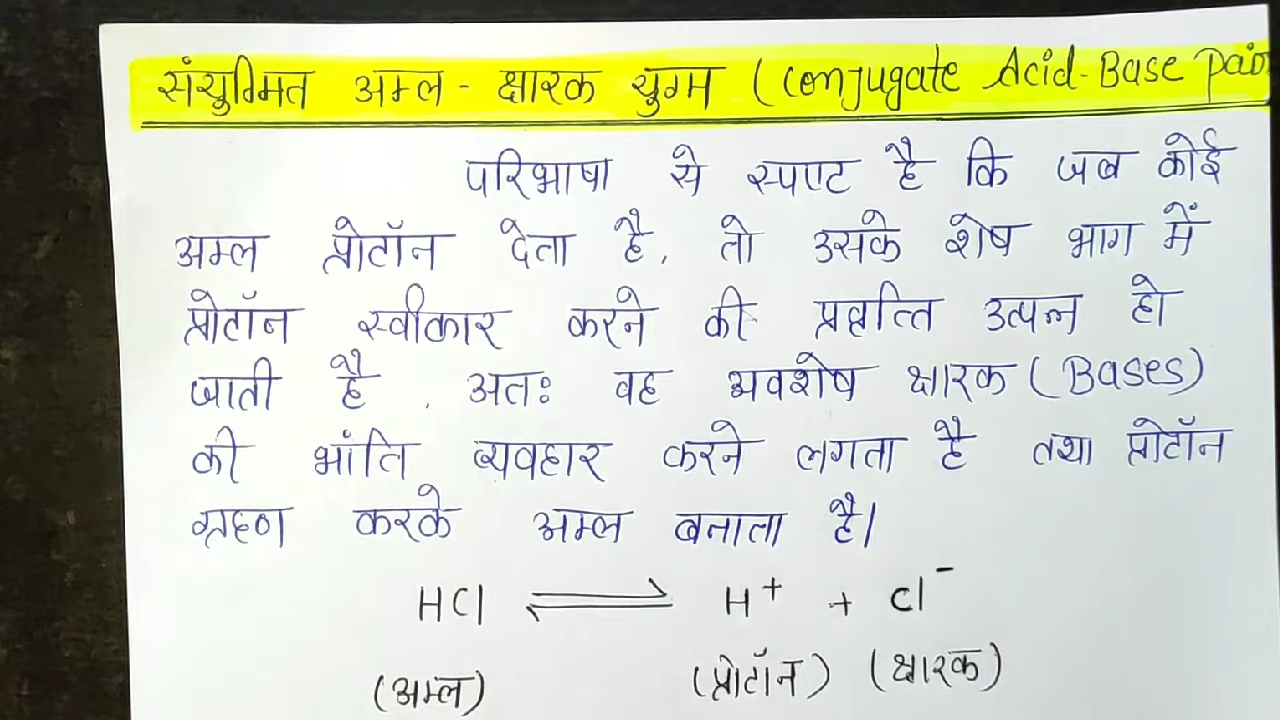 संयुग्मित अम्ल - क्षारक युग्म (Conjugate Acid-Base pair
परिभाषा से स्पष्ट है कि जब कोई
अम्ल प्रोटॉन देता है, तो उसके शेष भाग में
प्रोटॉन स्वीकार करने की प्रवृत्ति उत्पन्न हो
जाती है, अतः वह अवशेष क्षारक (Bases)
की भांति व्यवहार करने लगता है तथा प्रोटॉन
ग्रहण करके अम्ल बनाता है।
HCl ⇌ H⁺ + Cl⁻
(अम्ल) (प्रोटॉन) (क्षारक)